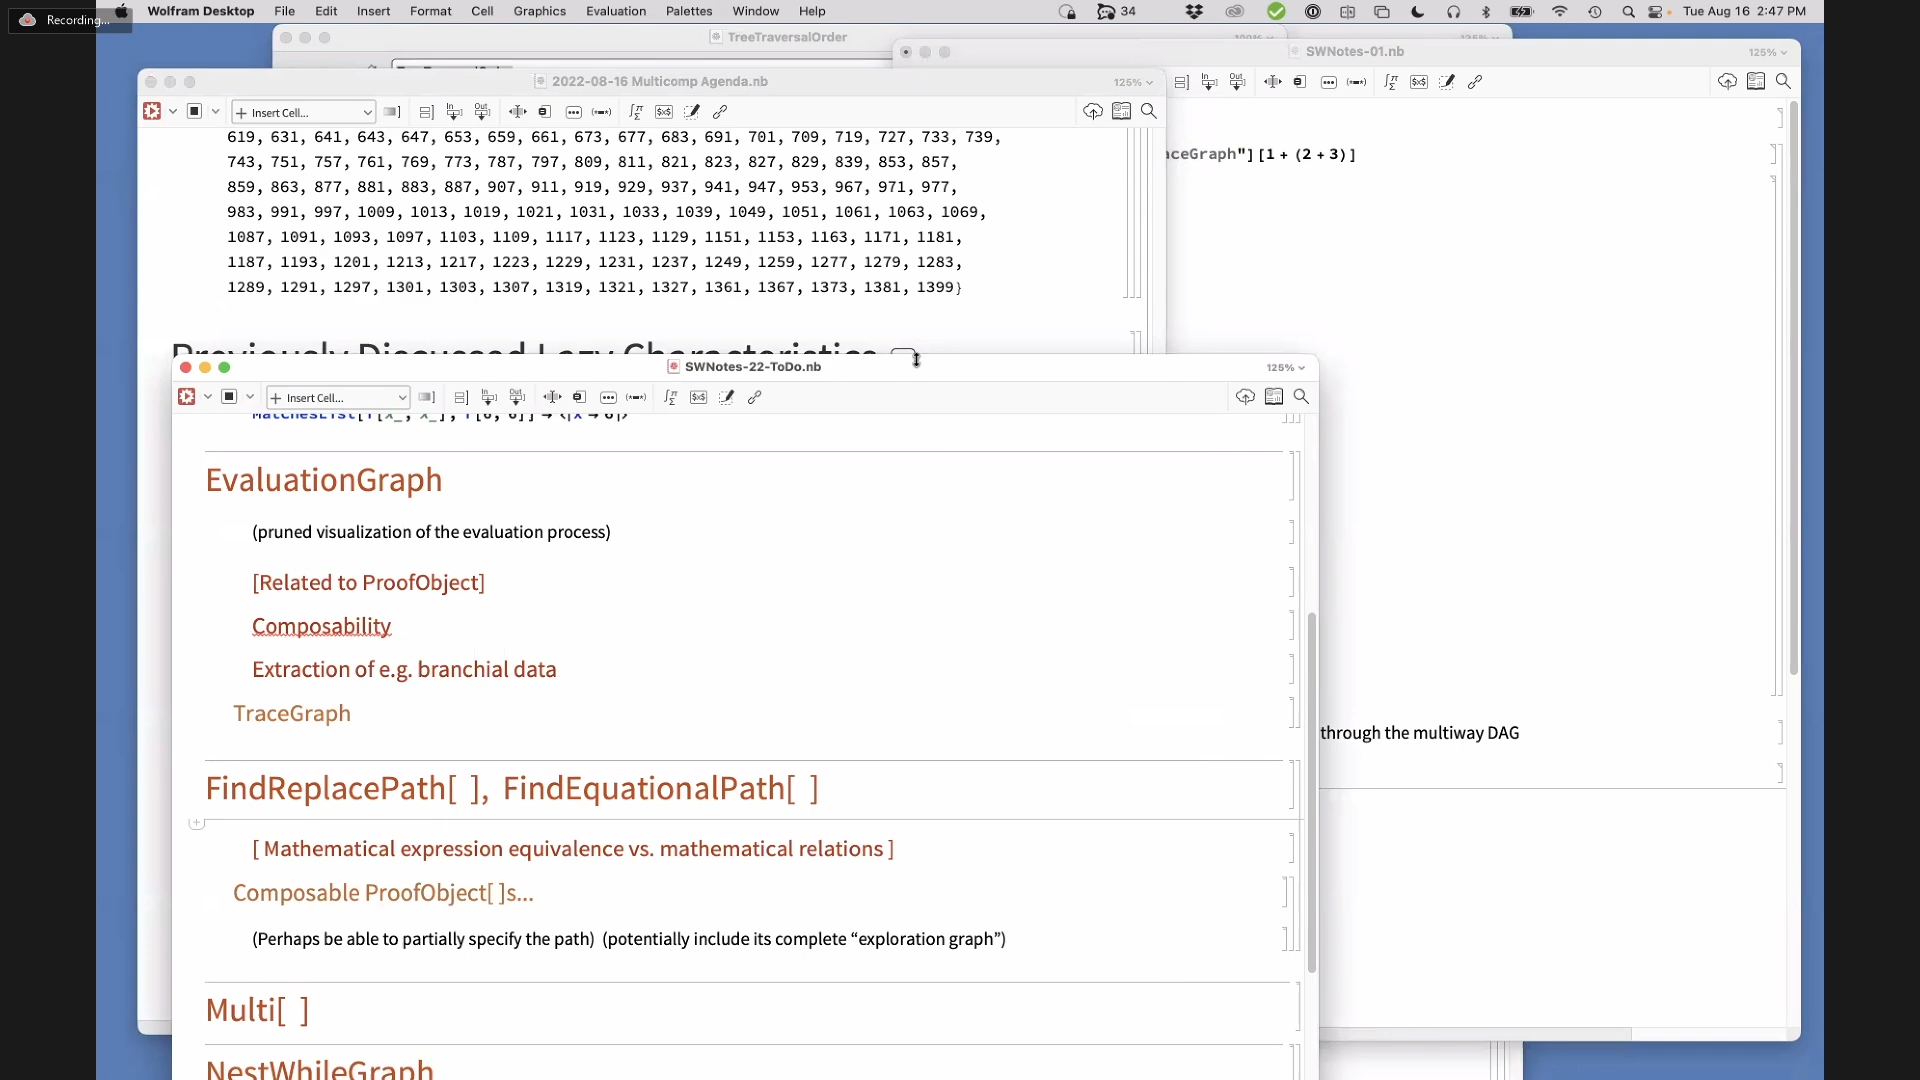 Recording...
Wolfram Desktop File Edit Insert Format Cell Graphics Evaluation Palettes Window Help 34 Tue Aug 16 2:47 PM
TreeTraversalOrder
SWNotes-01.nb 125%
2022-08-16 Multicomp Agenda.nb 125%
Insert Cell...
619, 631, 641, 643, 647, 653, 659, 661, 673, 677, 683, 691, 701, 709, 719, 727, 733, 739,
743, 751, 757, 761, 769, 773, 787, 797, 809, 811, 821, 823, 827, 829, 839, 853, 857,
859, 863, 877, 881, 883, 887, 907, 911, 919, 929, 937, 941, 947, 953, 967, 971, 977,
983, 991, 997, 1009, 1013, 1019, 1021, 1031, 1033, 1039, 1049, 1051, 1061, 1063, 1069,
1087, 1091, 1093, 1097, 1103, 1109, 1117, 1123, 1129, 1151, 1153, 1163, 1171, 1181,
1187, 1193, 1201, 1213, 1217, 1223, 1229, 1231, 1237, 1249, 1259, 1277, 1279, 1283,
1289, 1291, 1297, 1301, 1303, 1307, 1319, 1321, 1327, 1361, 1367, 1373, 1381, 1399}
aceGraph"][1 + (2 + 3)]
Previously Discussed Lazy Characteristics
SWNotes-22-ToDo.nb 125%
Insert Cell...
EvaluationGraph
(pruned visualization of the evaluation process)
[Related to ProofObject]
Composability
Extraction of e.g. branchial data
TraceGraph
through the multiway DAG
FindReplacePath[ ], FindEquationalPath[ ]
[ Mathematical expression equivalence vs. mathematical relations ]
Composable ProofObject[ ]s...
(Perhaps be able to partially specify the path) (potentially include its complete “exploration graph”)
Multi[ ]
NestWhileGraph